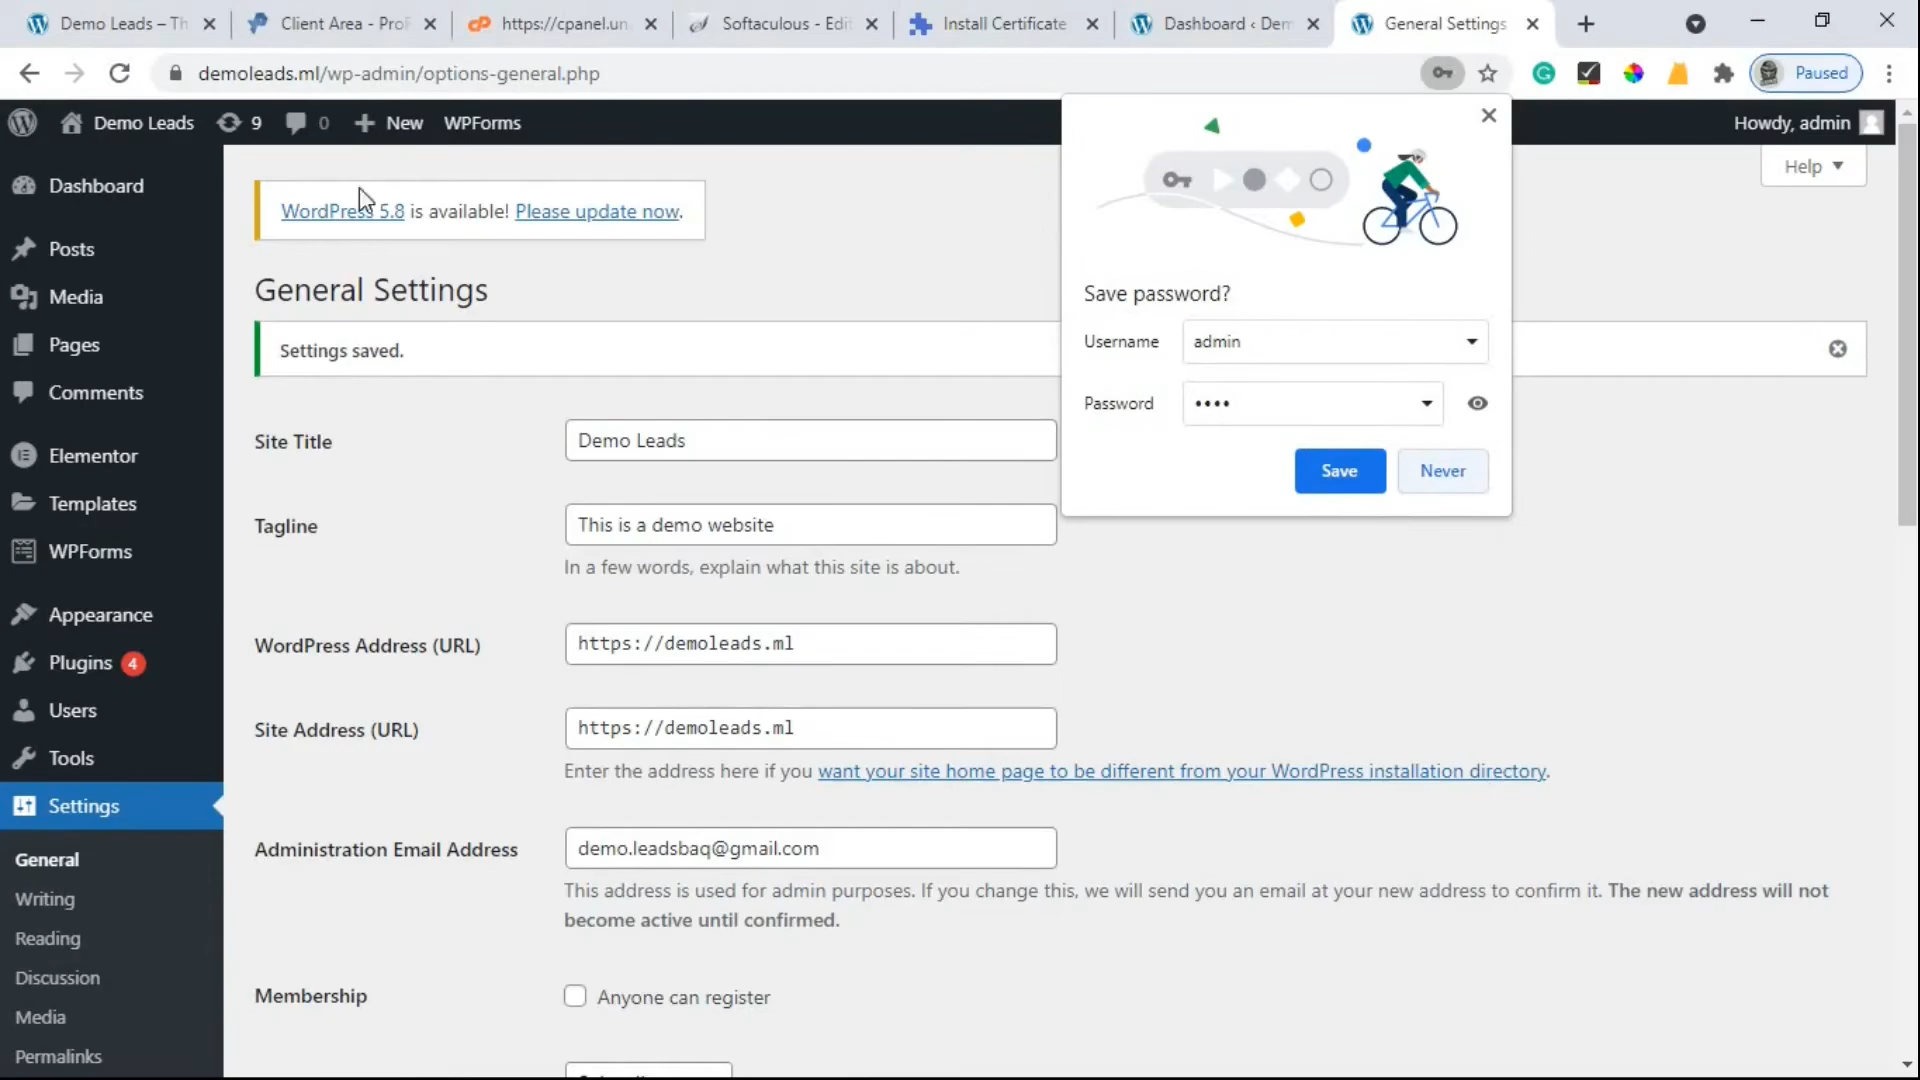 Demo Leads – Th
Client Area - ProF
https://cpanel.un
Softaculous - Edit
Install Certificate
Dashboard ‹ Dem
General Settings
demoleads.ml/wp-admin/options-general.php
Paused
Demo Leads
9
0
New
WPForms
Howdy, admin
Dashboard
Posts
Media
Pages
Comments
Elementor
Templates
WPForms
Appearance
Plugins 4
Users
Tools
Settings
General
Writing
Reading
Discussion
Media
Permalinks
Help
WordPress 5.8 is available! Please update now.
General Settings
Settings saved.
Save password?
Username admin
Password ••••
Save Never
Site Title Demo Leads
Tagline This is a demo website
In a few words, explain what this site is about.
WordPress Address (URL) https://demoleads.ml
Site Address (URL) https://demoleads.ml
Enter the address here if you want your site home page to be different from your WordPress installation directory.
Administration Email Address demo.leadsbaq@gmail.com
This address is used for admin purposes. If you change this, we will send you an email at your new address to confirm it. The new address will not
become active until confirmed.
Membership Anyone can register